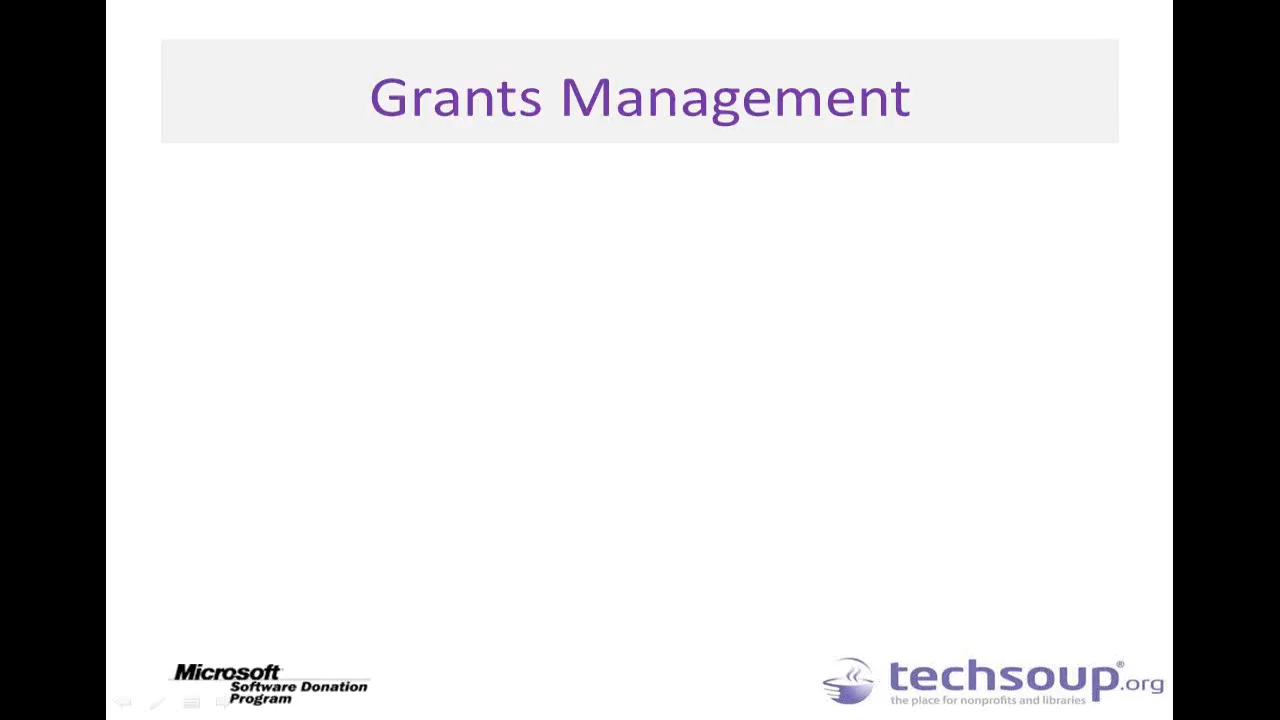 Grants Management
Microsoft
Software Donation
Program
techsoup®.org
the place for nonprofits and libraries